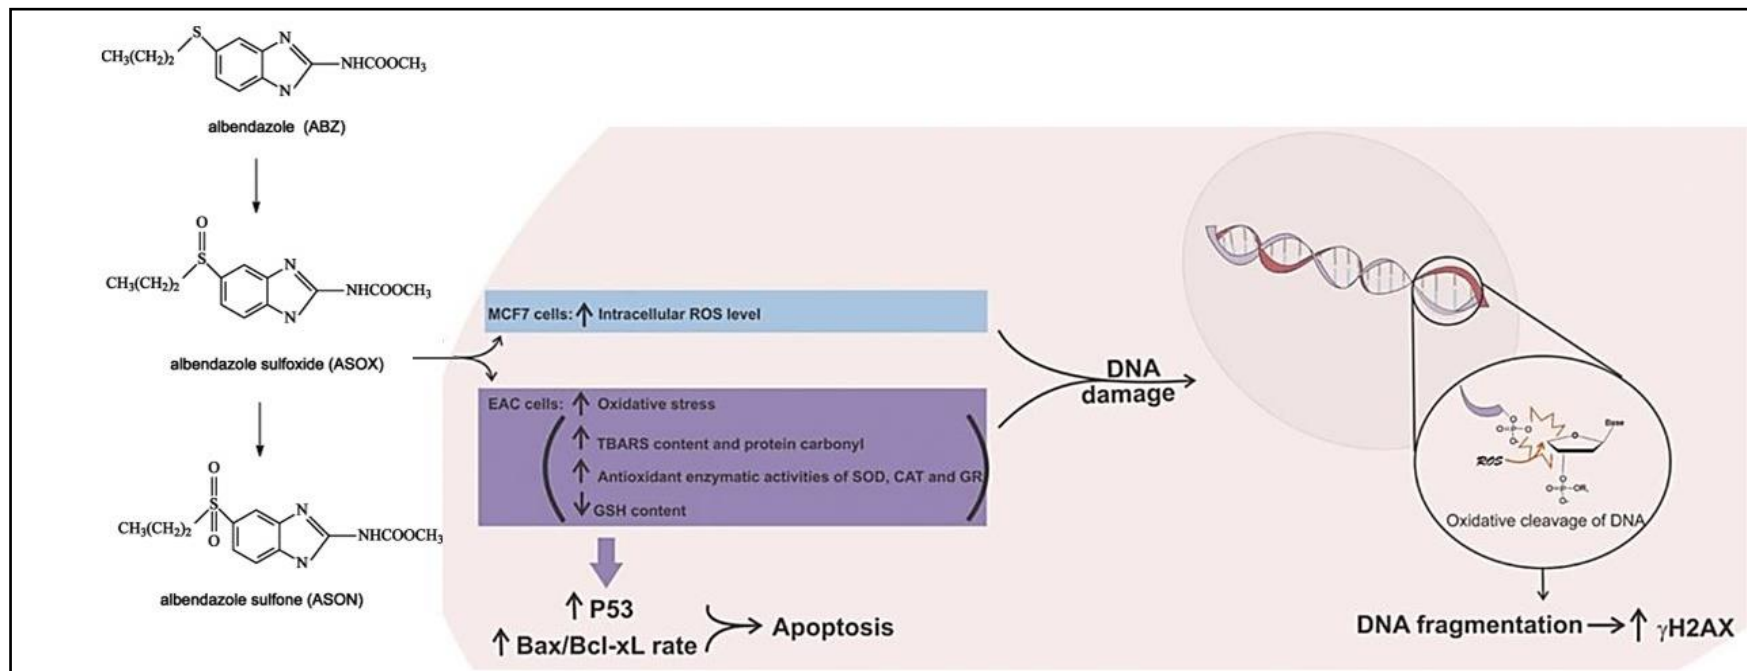 S
N
CH₃(CH₂)₂
NHCOOCH₃
N
albendazole (ABZ)
O
S
N
CH₃(CH₂)₂
NHCOOCH₃
N
albendazole sulfoxide (ASOX)
O
S
N
CH₃(CH₂)₂
O
NHCOOCH₃
N
albendazole sulfone (ASON)
MCF7 cells: ↑ Intracellular ROS level
EAC cells: ↑ Oxidative stress
↑ TBARS content and protein carbonyl
↑ Antioxidant enzymatic activities of SOD, CAT and GR
↓ GSH content
↑ P53
↑ Bax/Bcl-xL rate
Apoptosis
DNA
damage
Base
O
O-P-O
O-
O
ROS
O
O-P-OR,
O-
Oxidative cleavage of DNA
DNA fragmentation → ↑ γH2AX